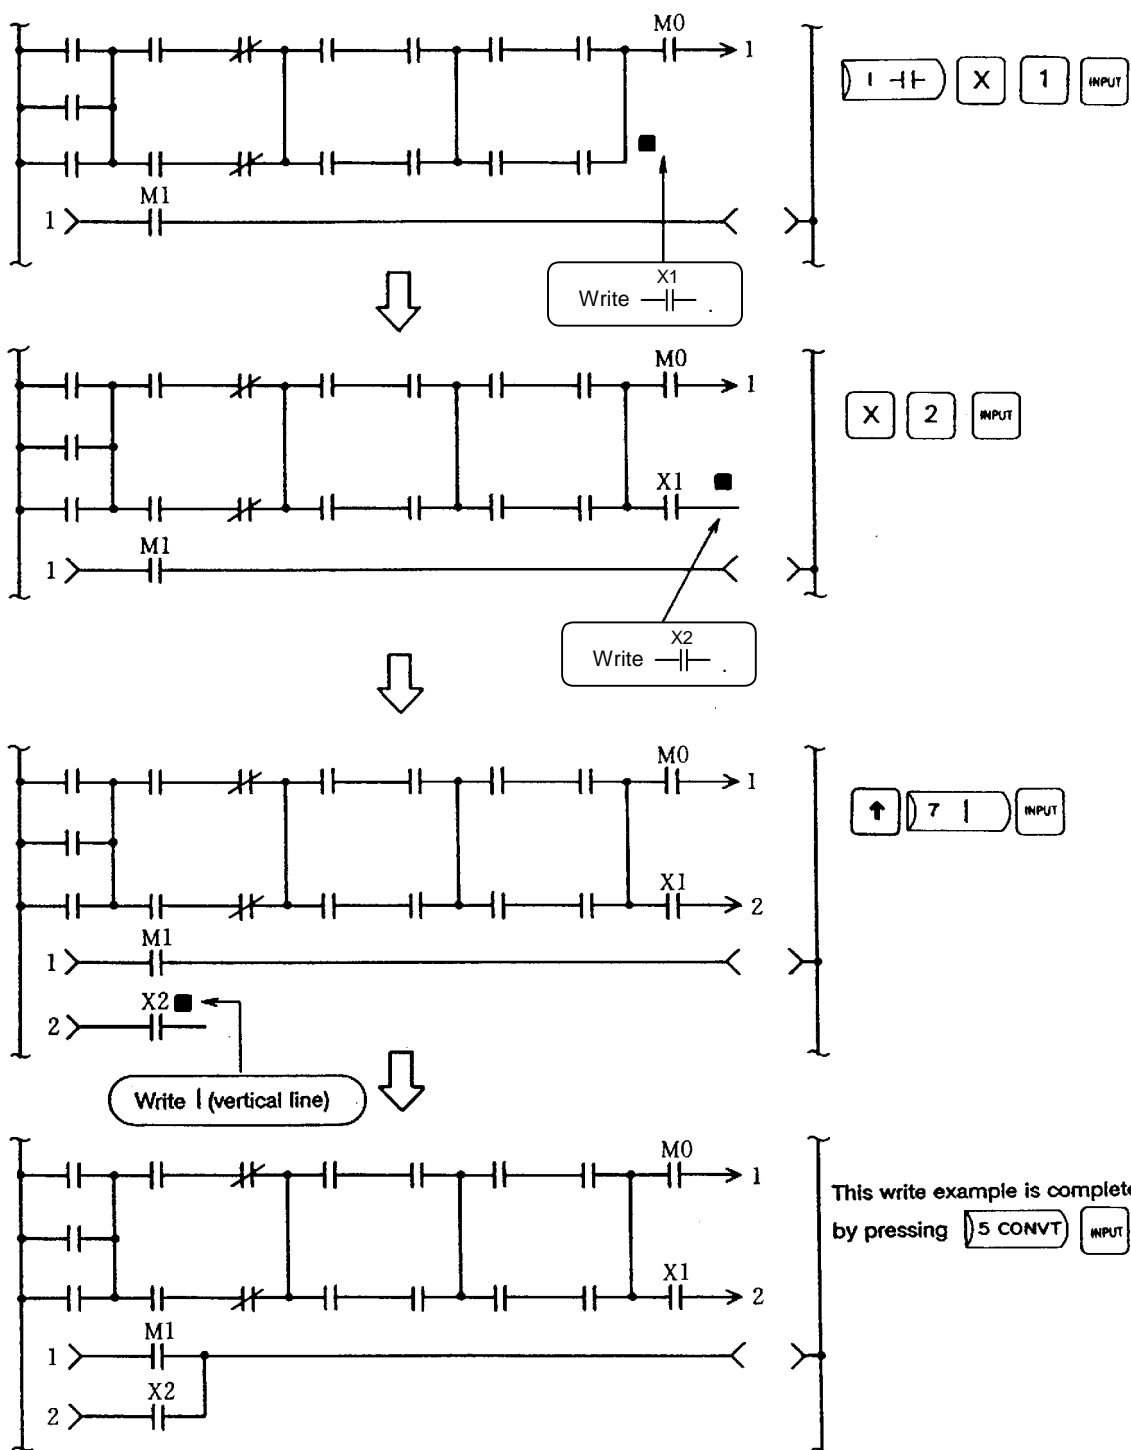 M0
1
1 X 1 INPUT
M1
1
X1
Write .
M0
1
X 2 INPUT
X1
M1
1
X2
Write .
M0
1
↑ 7 | INPUT
X1
2
M1
1
X2
2
Write | (vertical line)
M0
1
This write example is complete
by pressing 5 CONVT INPUT
X1
2
M1
1
X2
2